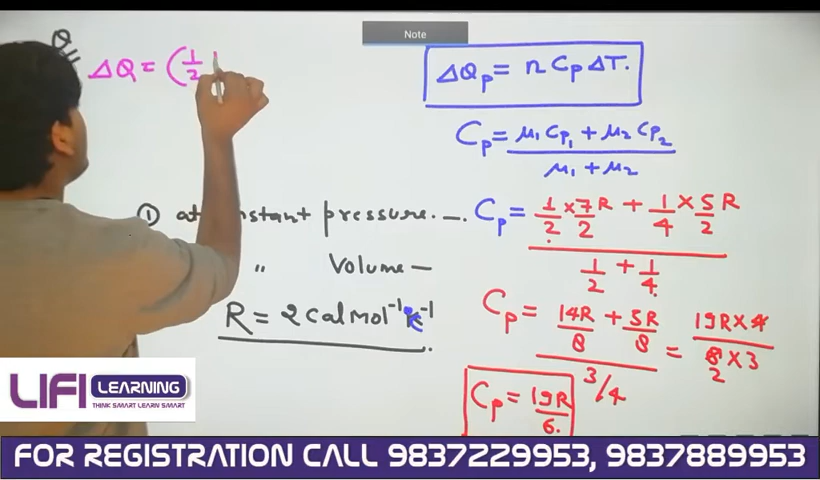 Note
Q
ΔQ = (1/2
ΔQp = n Cp ΔT.
Cp = μ1 Cp1 + μ2 Cp2 / μ1 + μ2
① at nstant pressure. —.
Cp = 1/2 × 7/2 R + 1/4 × 5/2 R / 1/2 + 1/4
" Volume —
R = 2 Cal mol⁻¹ K⁻¹
Cp = 14R/8 + 5R/8 / 3/4 = 19R × 4 / 8 × 3
2
Cp = 19R/6.
LIFI LEARNING
THINK SMART LEARN SMART
FOR REGISTRATION CALL 9837229953, 9837889953